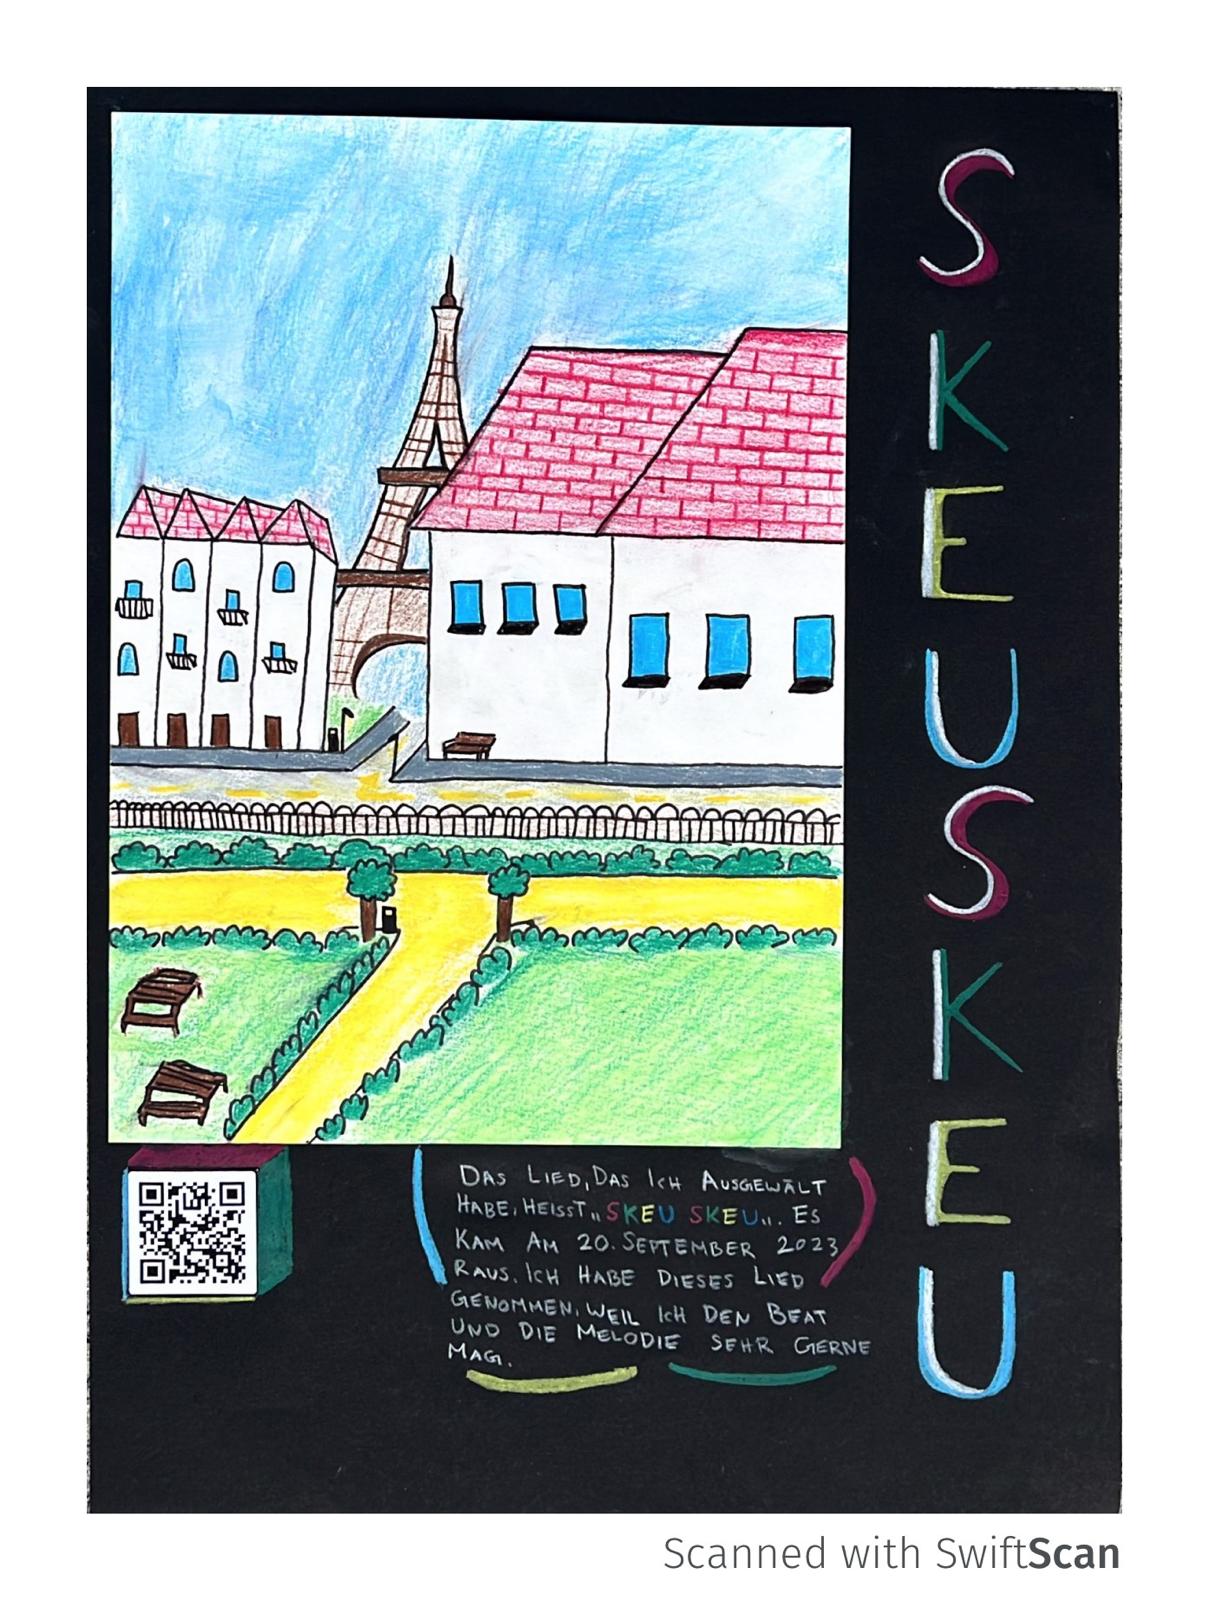 SKEUSKEU
DAS LIED, DAS ICH AUSGEWÄLT
HABE, HEISST „SKEU SKEU„. ES
KAM AM 20. SEPTEMBER 2023
RAUS. ICH HABE DIESES LIED
GENOMMEN, WEIL ICH DEN BEAT
UND DIE MELODIE SEHR GERNE
MAG.
Scanned with SwiftScan